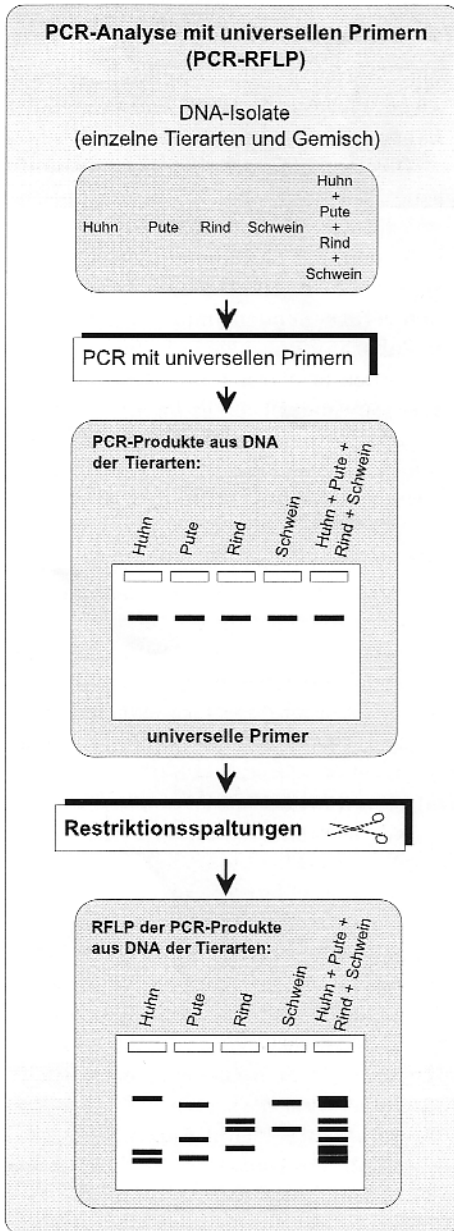 PCR-Analyse mit universellen Primern
(PCR-RFLP)
DNA-Isolate
(einzelne Tierarten und Gemisch)
Huhn
Pute
Rind
Schwein
Huhn
+
Pute
+
Rind
+
Schwein
PCR mit universellen Primern
PCR-Produkte aus DNA
der Tierarten:
Huhn
Pute
Rind
Schwein
Huhn + Pute +
Rind + Schwein
universelle Primer
Restriktionsspaltungen
RFLP der PCR-Produkte
aus DNA der Tierarten:
Huhn
Pute
Rind
Schwein
Huhn + Pute +
Rind + Schwein